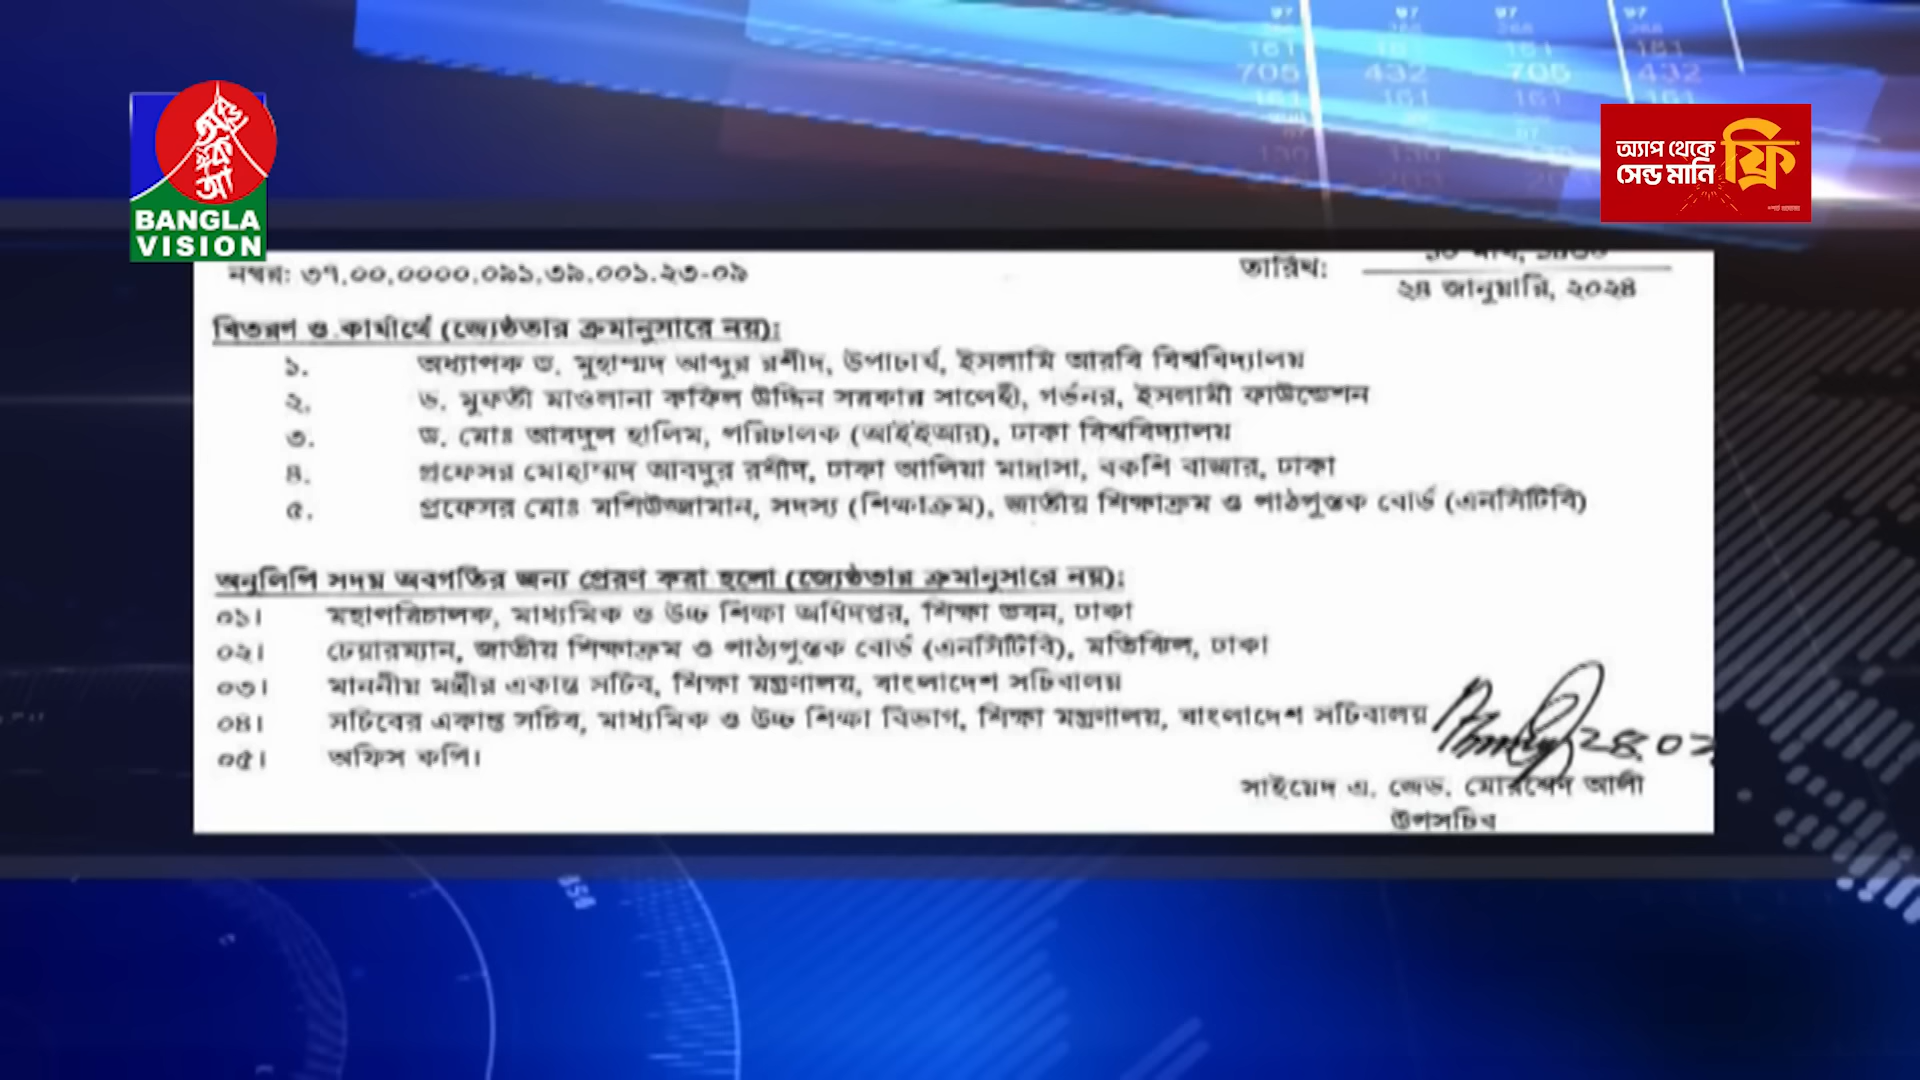 BANGLA
VISION
অ্যাপ থেকে
সেন্ড মানি
ফ্রি
নম্বর: ৩৭.০০.০০০০.০৯১.৩৯.০০১.২৩-০৯
তারিখ:
২৪ জানুয়ারি, ২০২৪
বিতরণ ও কার্যার্থে (জ্যেষ্ঠতার ক্রমানুসারে নয়):
১. অধ্যাপক ড. মুহাম্মদ আব্দুর রশীদ, উপাচার্য, ইসলামি আরবি বিশ্ববিদ্যালয়
২. ড. মুফতী মাওলানা কফিল উদ্দিন সরকার সালেহী, গর্ভনর, ইসলামী ফাউন্ডেশন
৩. ড. মোঃ আবদুল হালিম, পরিচালক (আইইআর), ঢাকা বিশ্ববিদ্যালয়
৪. প্রফেসর মোহাম্মদ আবদুর রশীদ, ঢাকা আলিয়া মাদ্রাসা, বকশি বাজার, ঢাকা
৫. প্রফেসর মোঃ মশিউজ্জামান, সদস্য (শিক্ষাক্রম), জাতীয় শিক্ষাক্রম ও পাঠ্যপুস্তক বোর্ড (এনসিটিবি)
অনুলিপি সদয় অবগতির জন্য প্রেরণ করা হলো (জ্যেষ্ঠতার ক্রমানুসারে নয়):
০১। মহাপরিচালক, মাধ্যমিক ও উচ্চ শিক্ষা অধিদপ্তর, শিক্ষা ভবন, ঢাকা
০২। চেয়ারম্যান, জাতীয় শিক্ষাক্রম ও পাঠ্যপুস্তক বোর্ড (এনসিটিবি), মতিঝিল, ঢাকা
০৩। মাননীয় মন্ত্রীর একান্ত সচিব, শিক্ষা মন্ত্রণালয়, বাংলাদেশ সচিবালয়
০৪। সচিবের একান্ত সচিব, মাধ্যমিক ও উচ্চ শিক্ষা বিভাগ, শিক্ষা মন্ত্রণালয়, বাংলাদেশ সচিবালয়
০৫। অফিস কপি।
সাইয়েদ এ. জেড. মোরশেদ আলী
উপসচিব